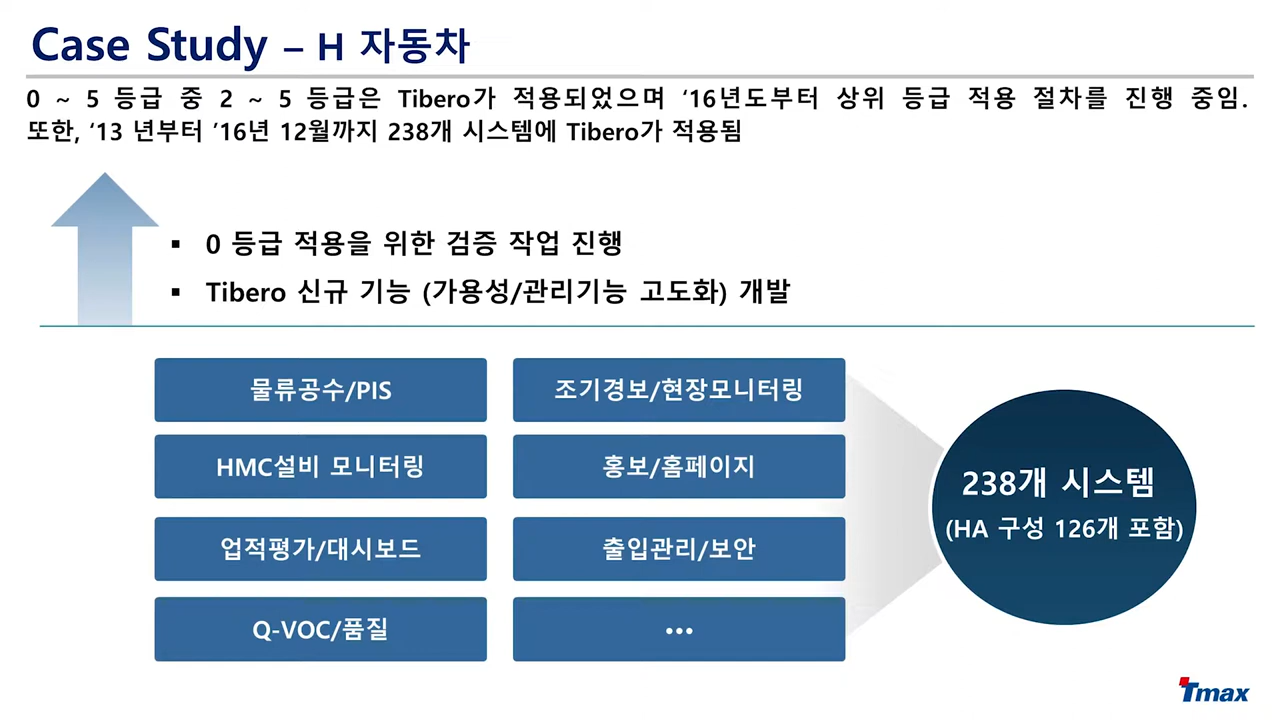 Case Study – H 자동차
0 ~ 5 등급 중 2 ~ 5 등급은 Tibero가 적용되었으며 ‘16년도부터 상위 등급 적용 절차를 진행 중임.
또한, ‘13 년부터 ’16년 12월까지 238개 시스템에 Tibero가 적용됨
▪ 0 등급 적용을 위한 검증 작업 진행
▪ Tibero 신규 기능 (가용성/관리기능 고도화) 개발
물류공수/PIS
조기경보/현장모니터링
HMC설비 모니터링
홍보/홈페이지
업적평가/대시보드
출입관리/보안
Q-VOC/품질
•••
238개 시스템
(HA 구성 126개 포함)
Tmax